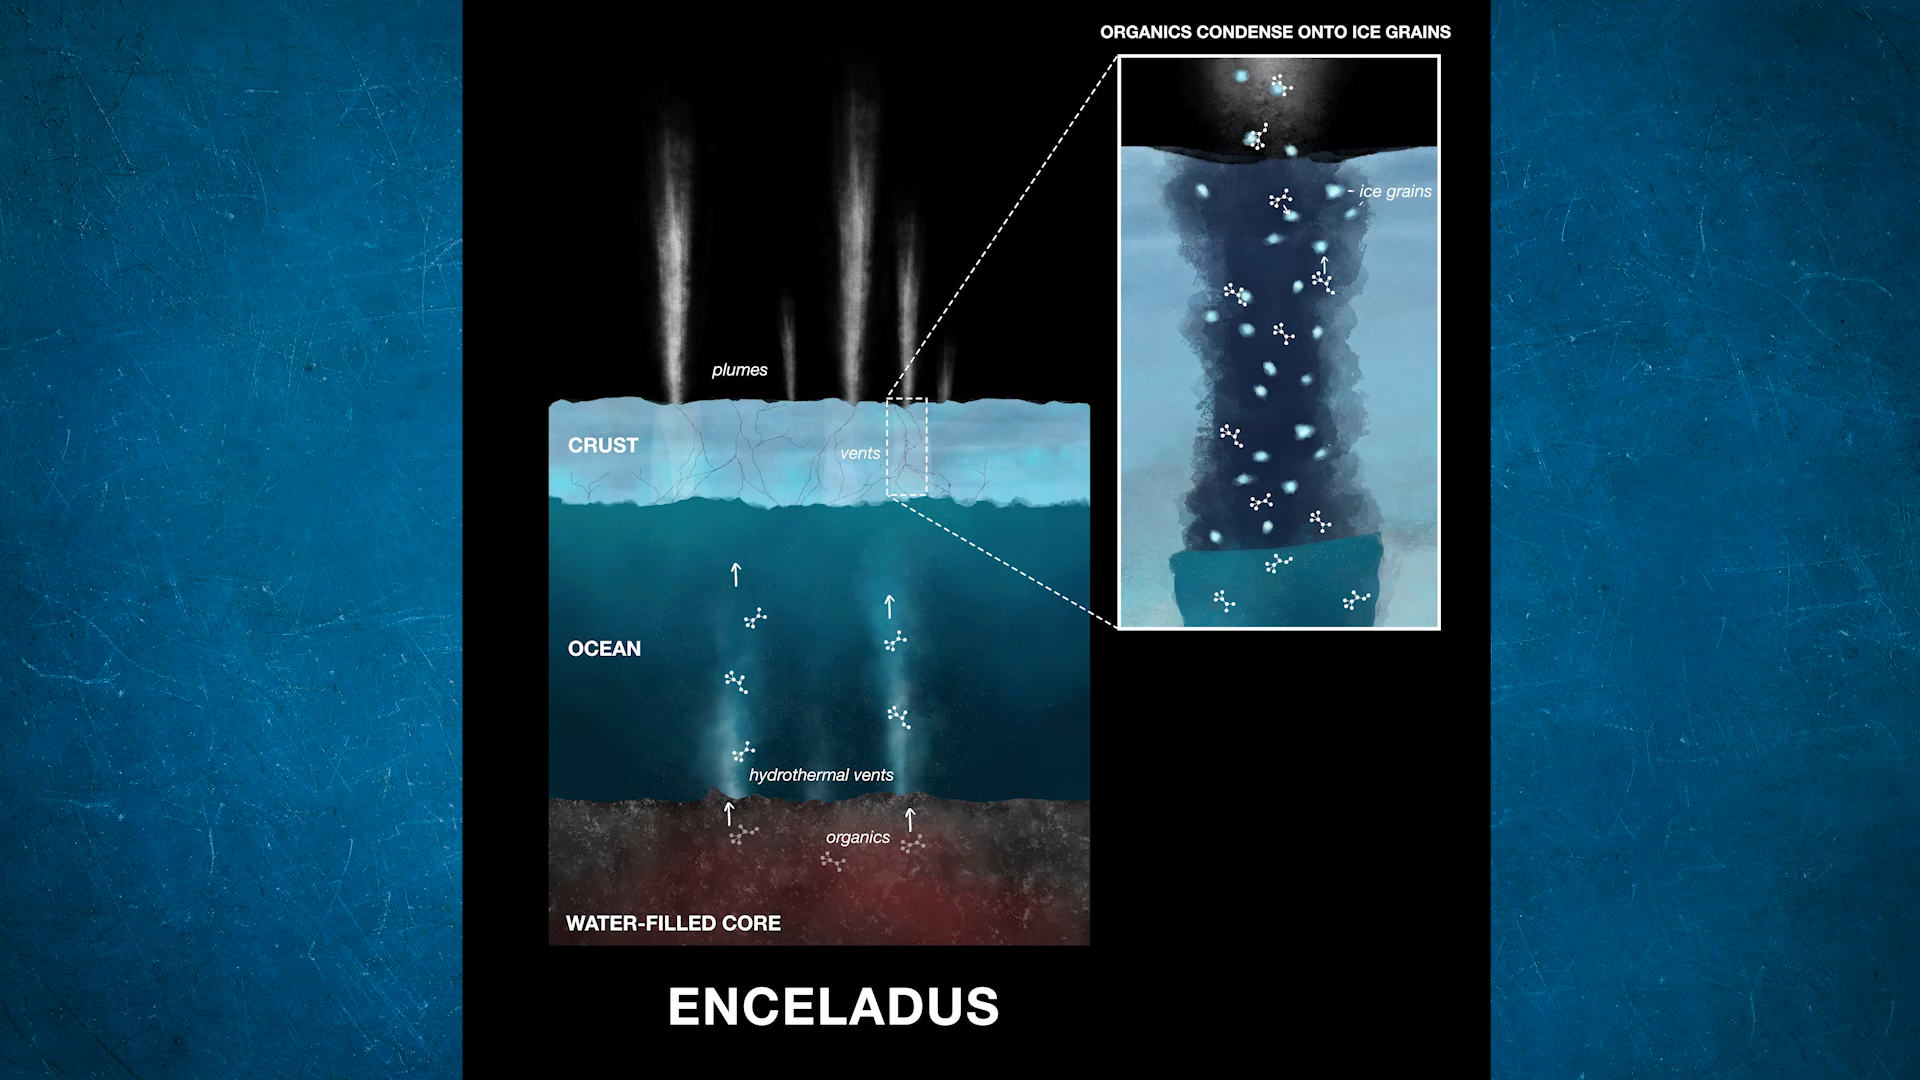 ORGANICS CONDENSE ONTO ICE GRAINS
ice grains
plumes
CRUST
vents
OCEAN
hydrothermal vents
organics
WATER-FILLED CORE
ENCELADUS